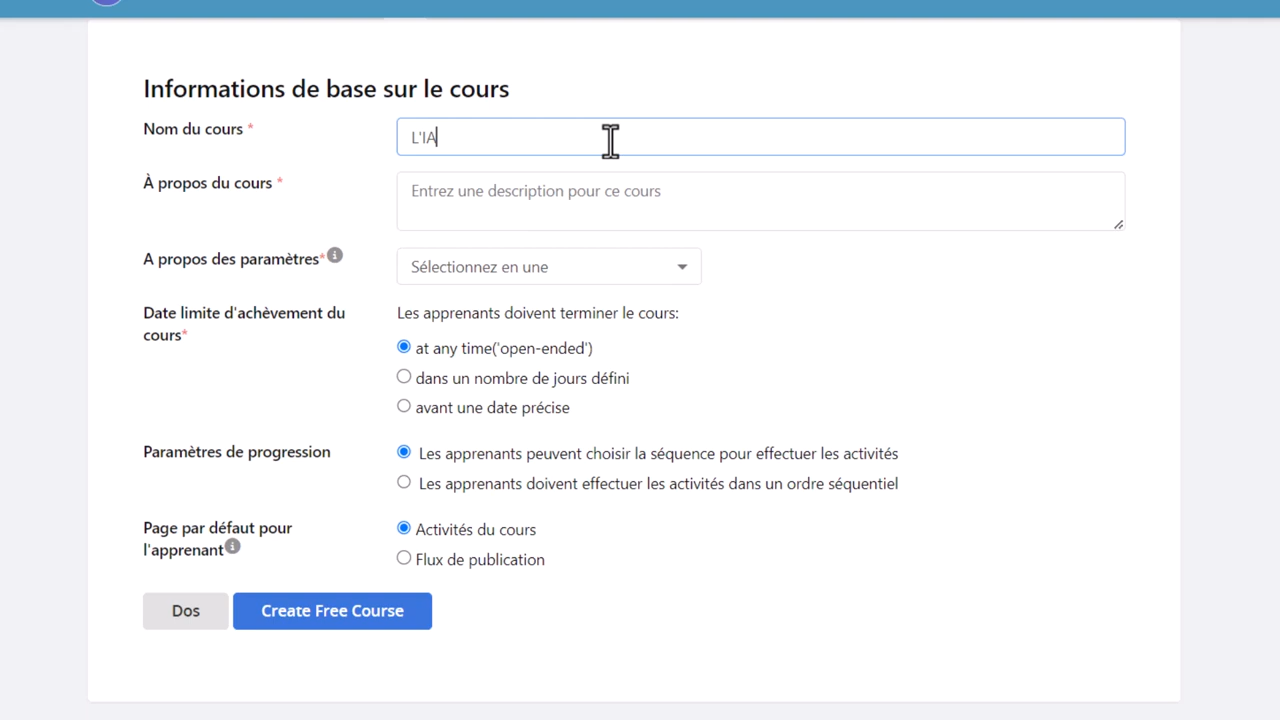 Informations de base sur le cours
Nom du cours *
L'IA
À propos du cours *
Entrez une description pour ce cours
A propos des paramètres*
Sélectionnez en une
Date limite d'achèvement du
cours*
Les apprenants doivent terminer le cours:
at any time('open-ended')
dans un nombre de jours défini
avant une date précise
Paramètres de progression
Les apprenants peuvent choisir la séquence pour effectuer les activités
Les apprenants doivent effectuer les activités dans un ordre séquentiel
Page par défaut pour
l'apprenant
Activités du cours
Flux de publication
Dos
Create Free Course